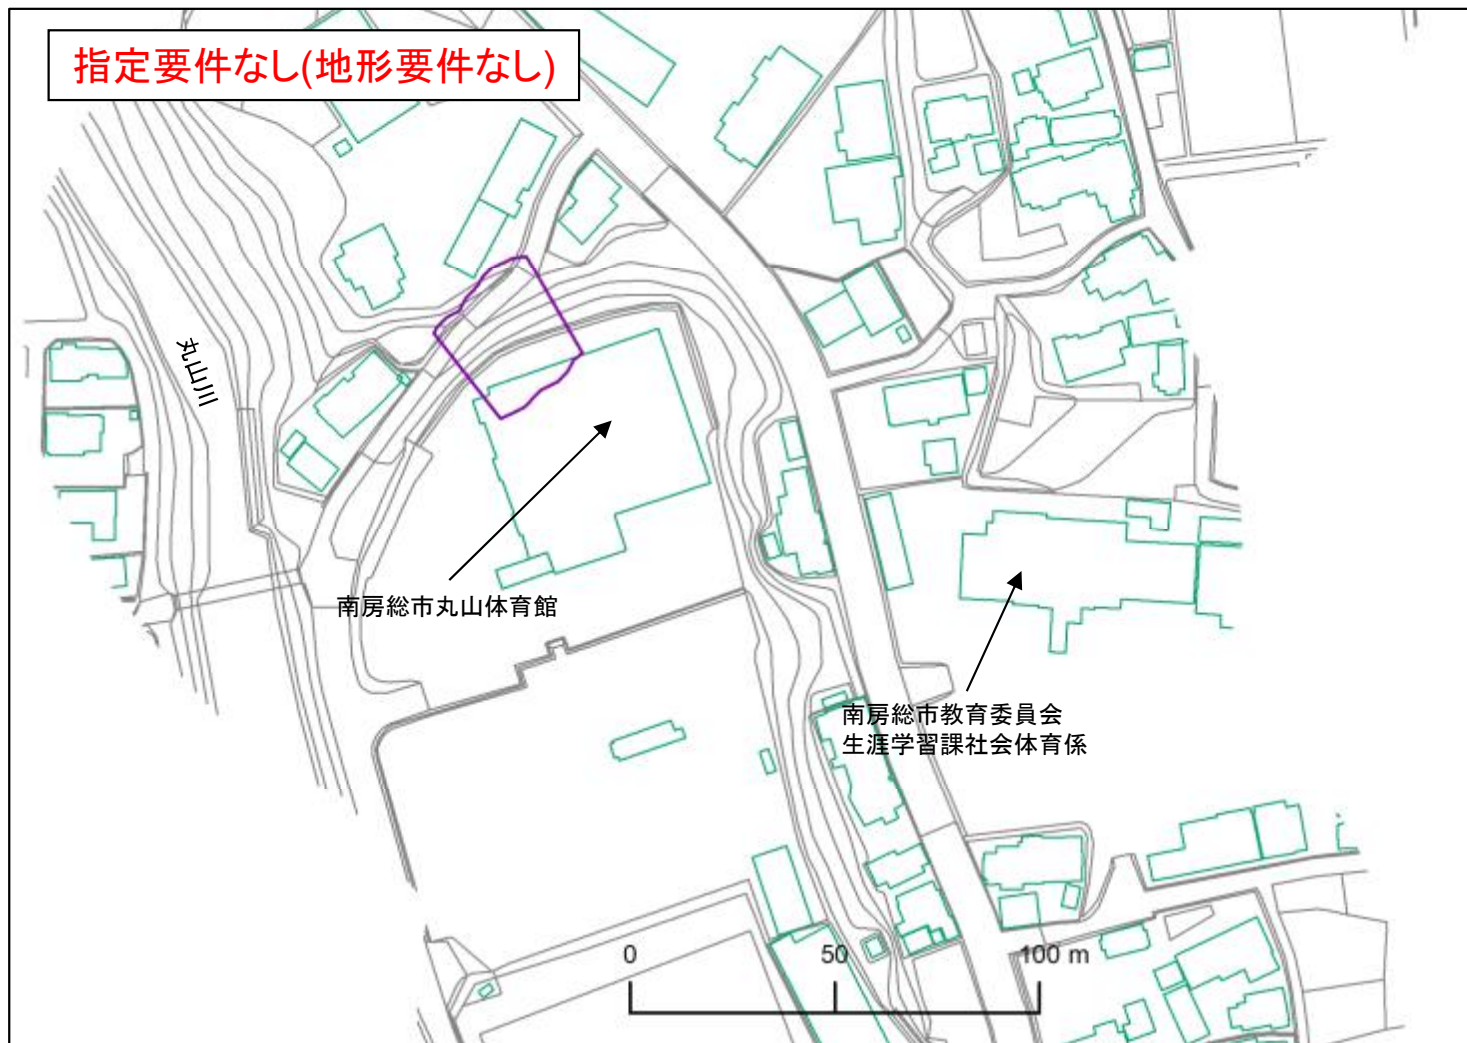 指定要件なし(地形要件なし)
丸山川
南房総市丸山体育館
南房総市教育委員会
生涯学習課社会体育係
0 50 100 m